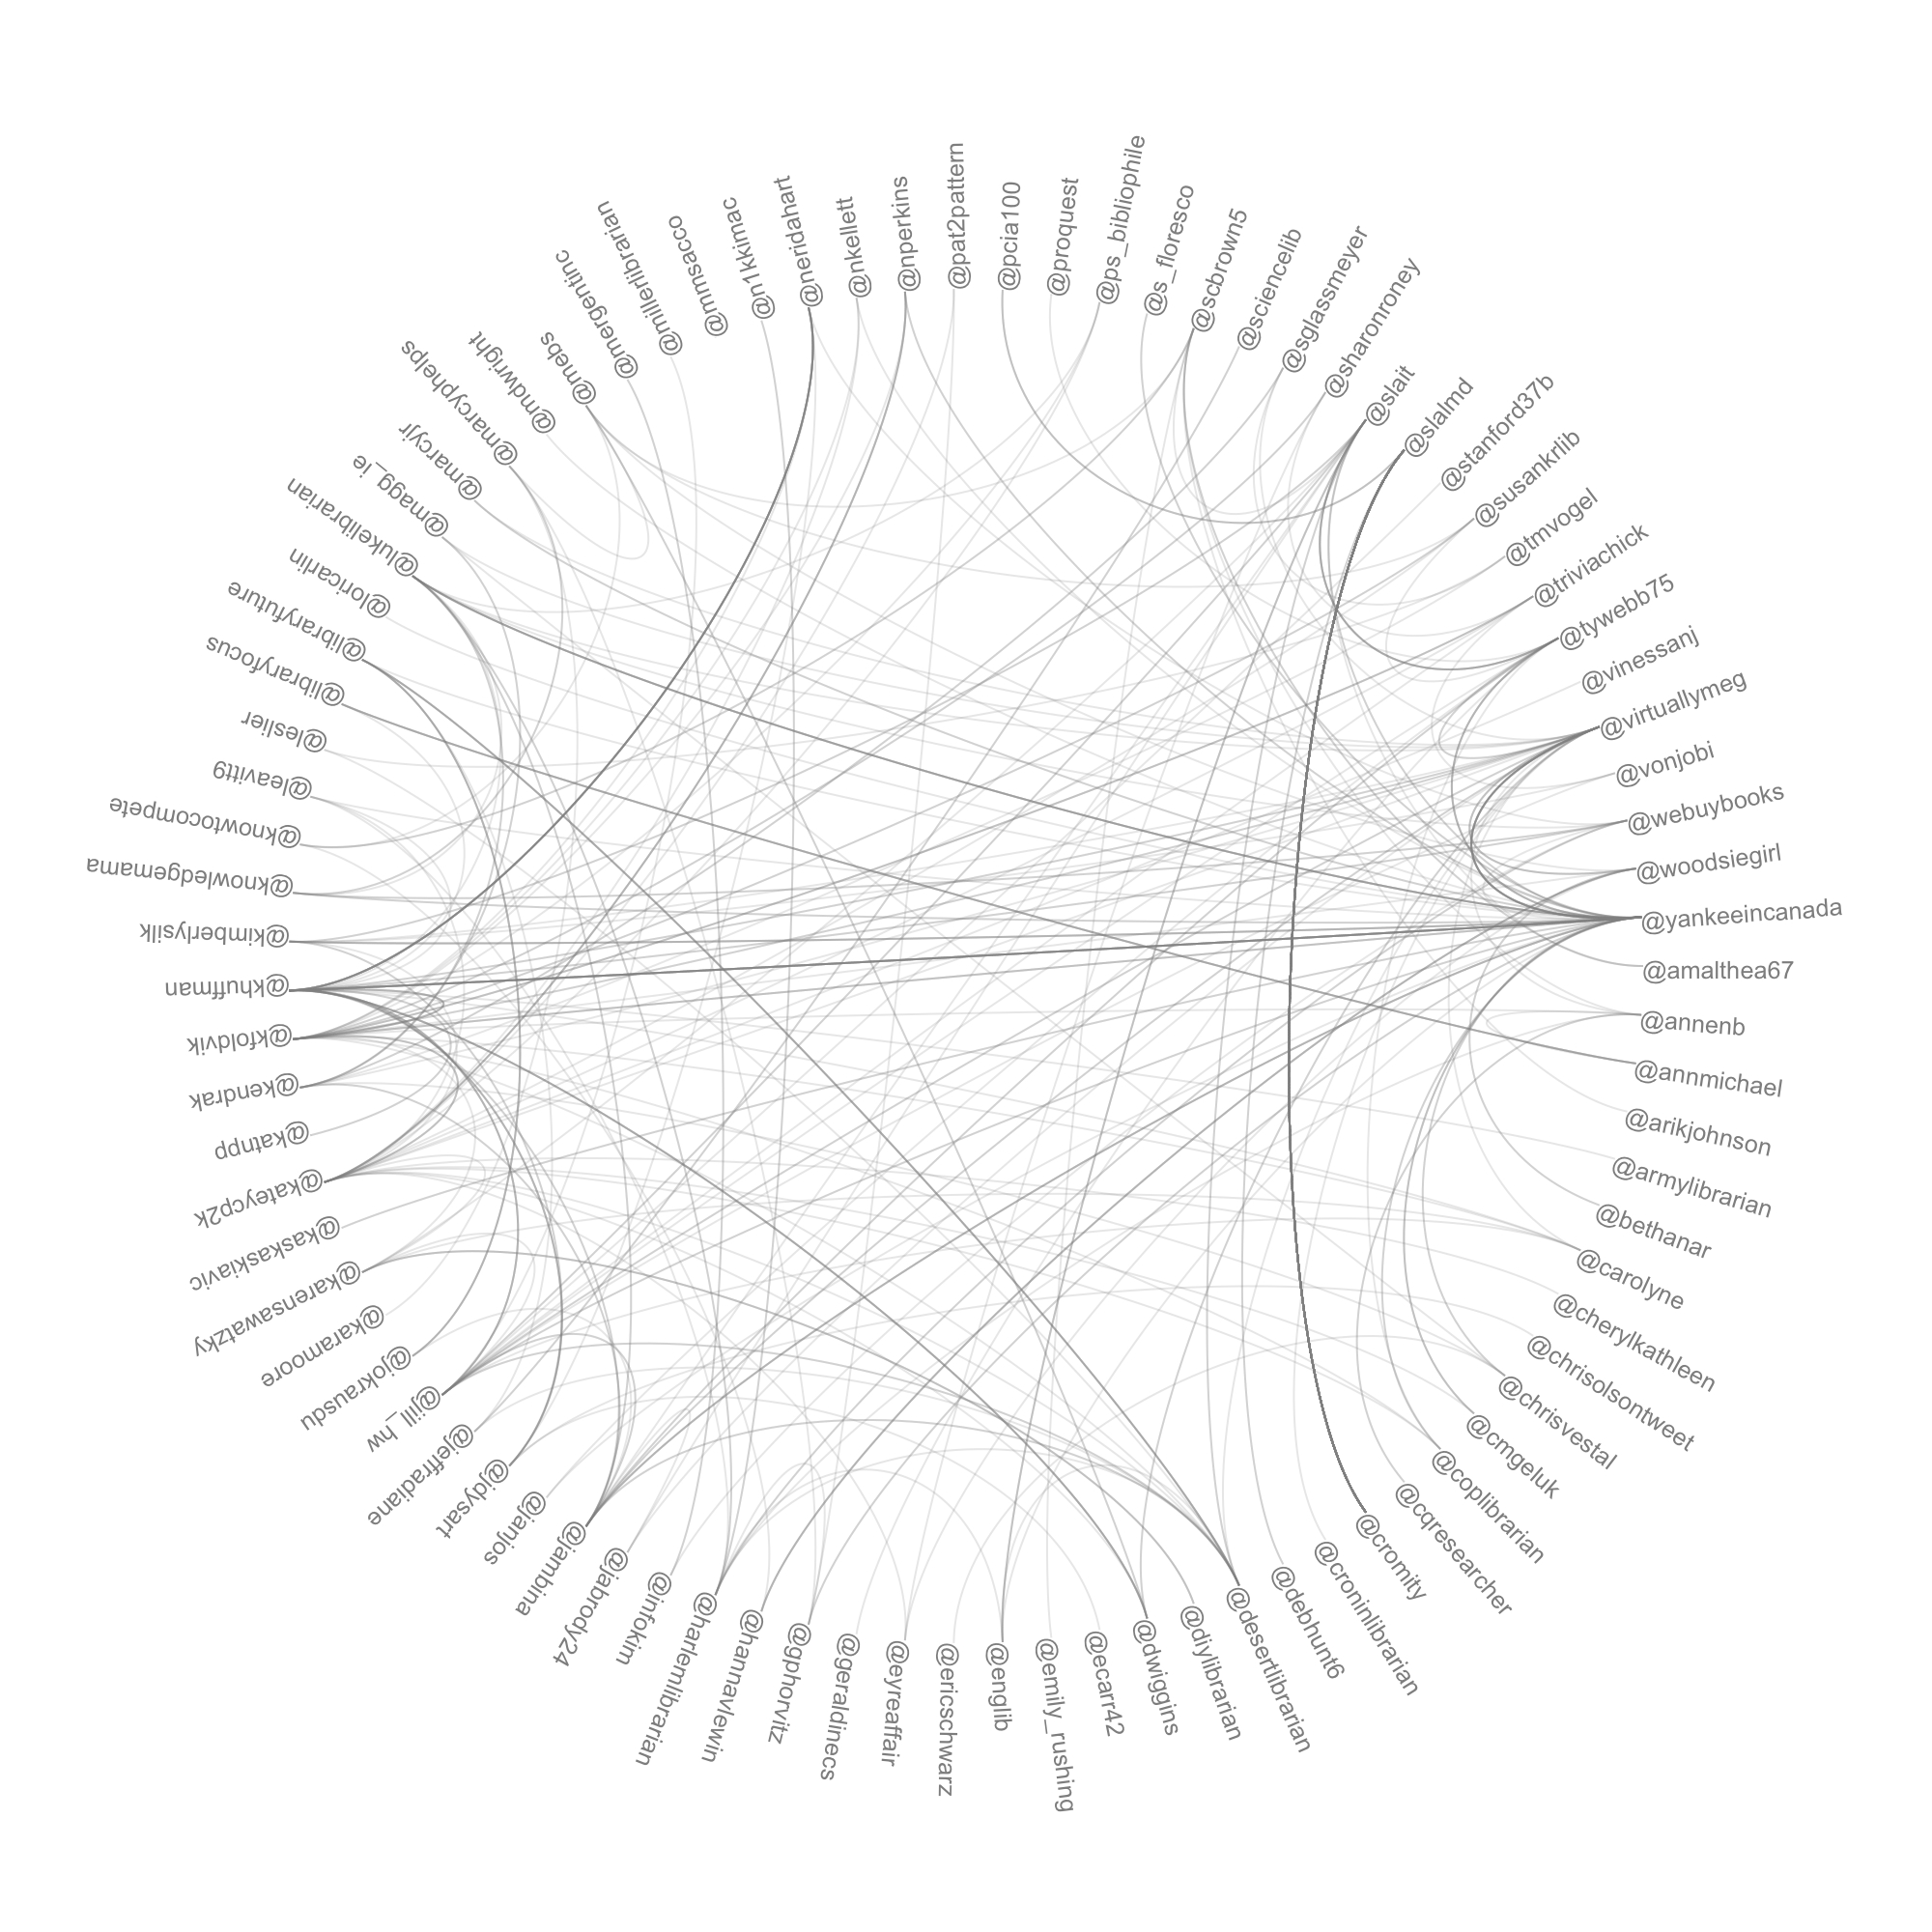 @amalthea67
@annenb
@annmichael
@arikjohnson
@armylibrarian
@bethanar
@carolyne
@cherylkathleen
@chrisolsontweet
@chrisvestal
@cmgeluk
@coplibrarian
@cqresearcher
@cromity
@croninlibrarian
@debhunt6
@desertlibrarian
@diylibrarian
@dwiggins
@ecarr42
@emily_rushing
@englib
@ericschwarz
@eyreaffair
@geraldinecs
@gphorvitz
@hannavlewin
@harlemlibrarian
@infokim
@jabrody24
@jambina
@janjos
@jdysart
@jeffradiane
@jill_hw
@jokrausdu
@karamoore
@karensawatzky
@kaskaskiavic
@kateycp2k
@katnpp
@kendrak
@kfoldvik
@khuffman
@kimberlysilk
@knowledgemama
@knowtocompete
@leavitt9
@leslier
@libraryfocus
@libraryfuture
@loricarlin
@lukelibrarian
@magg_ie
@marcyjr
@marcyphelps
@mdwright
@mebs
@mergentinc
@millerlibrarian
@mmsacco
@n1kkimac
@neridahart
@nkellett
@nperkins
@pat2pattern
@pcia100
@proquest
@ps_bibliophile
@s_floresco
@scbrown5
@sciencelib
@sglassmeyer
@sharonroney
@slait
@slalmd
@stanford37b
@susankrlib
@tmvogel
@triviachick
@tywebb75
@vinessanj
@virtuallymeg
@vonjobi
@webuybooks
@woodsiegirl
@yankeeincanada